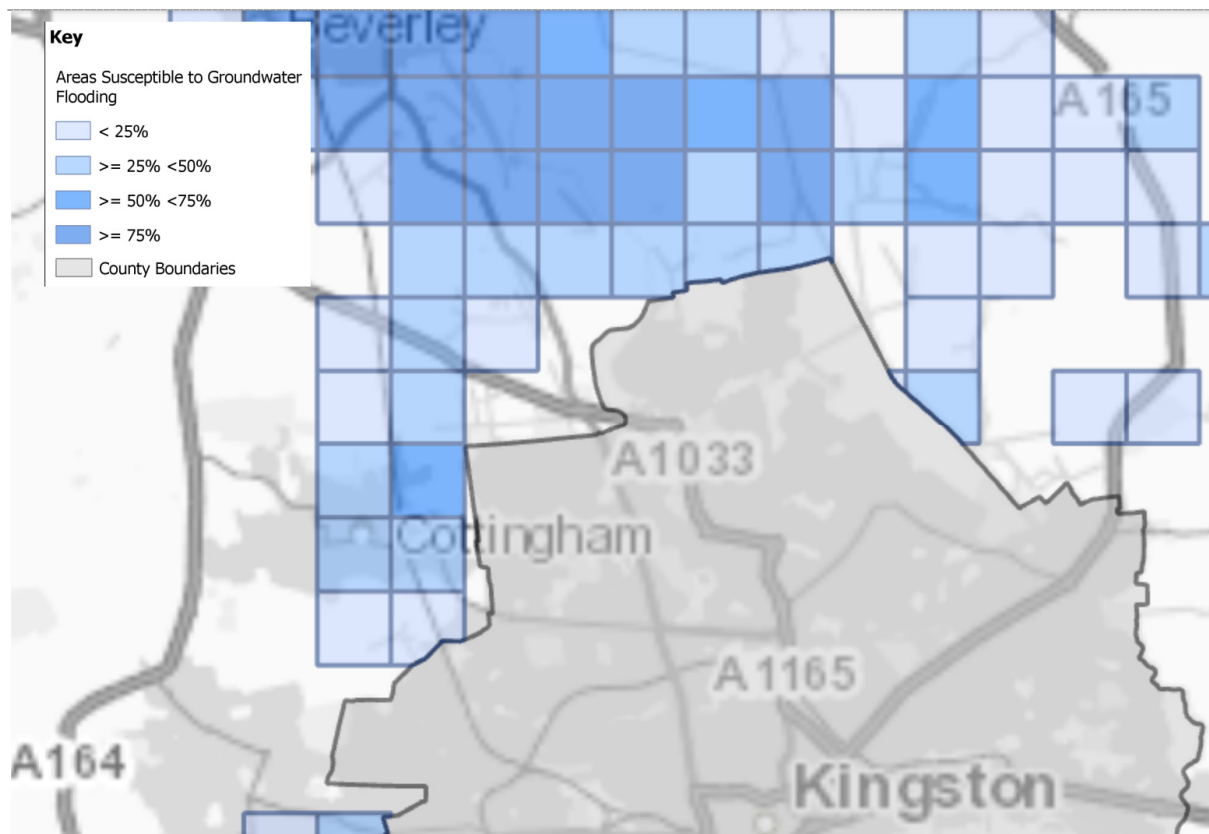 Beverley
Key
Areas Susceptible to Groundwater
Flooding
< 25%
>= 25% <50%
>= 50% <75%
>= 75%
County Boundaries
A165
A1033
Cottingham
A1165
A164
Kingston